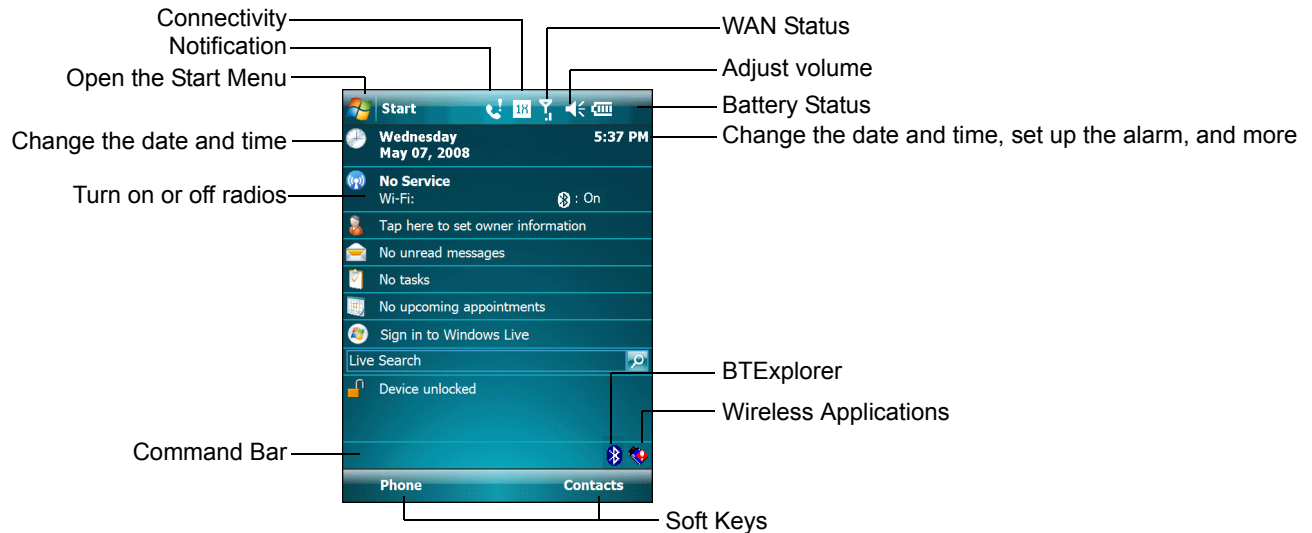 Connectivity
WAN Status
Notification
Adjust volume
Open the Start Menu
Battery Status
Start
1X
Change the date and time
Wednesday
May 07, 2008
5:37 PM
Change the date and time, set up the alarm, and more
Turn on or off radios
No Service
Wi-Fi: : On
Tap here to set owner information
No unread messages
No tasks
No upcoming appointments
Sign in to Windows Live
Live Search
Device unlocked
BTExplorer
Wireless Applications
Command Bar
Phone Contacts
Soft Keys